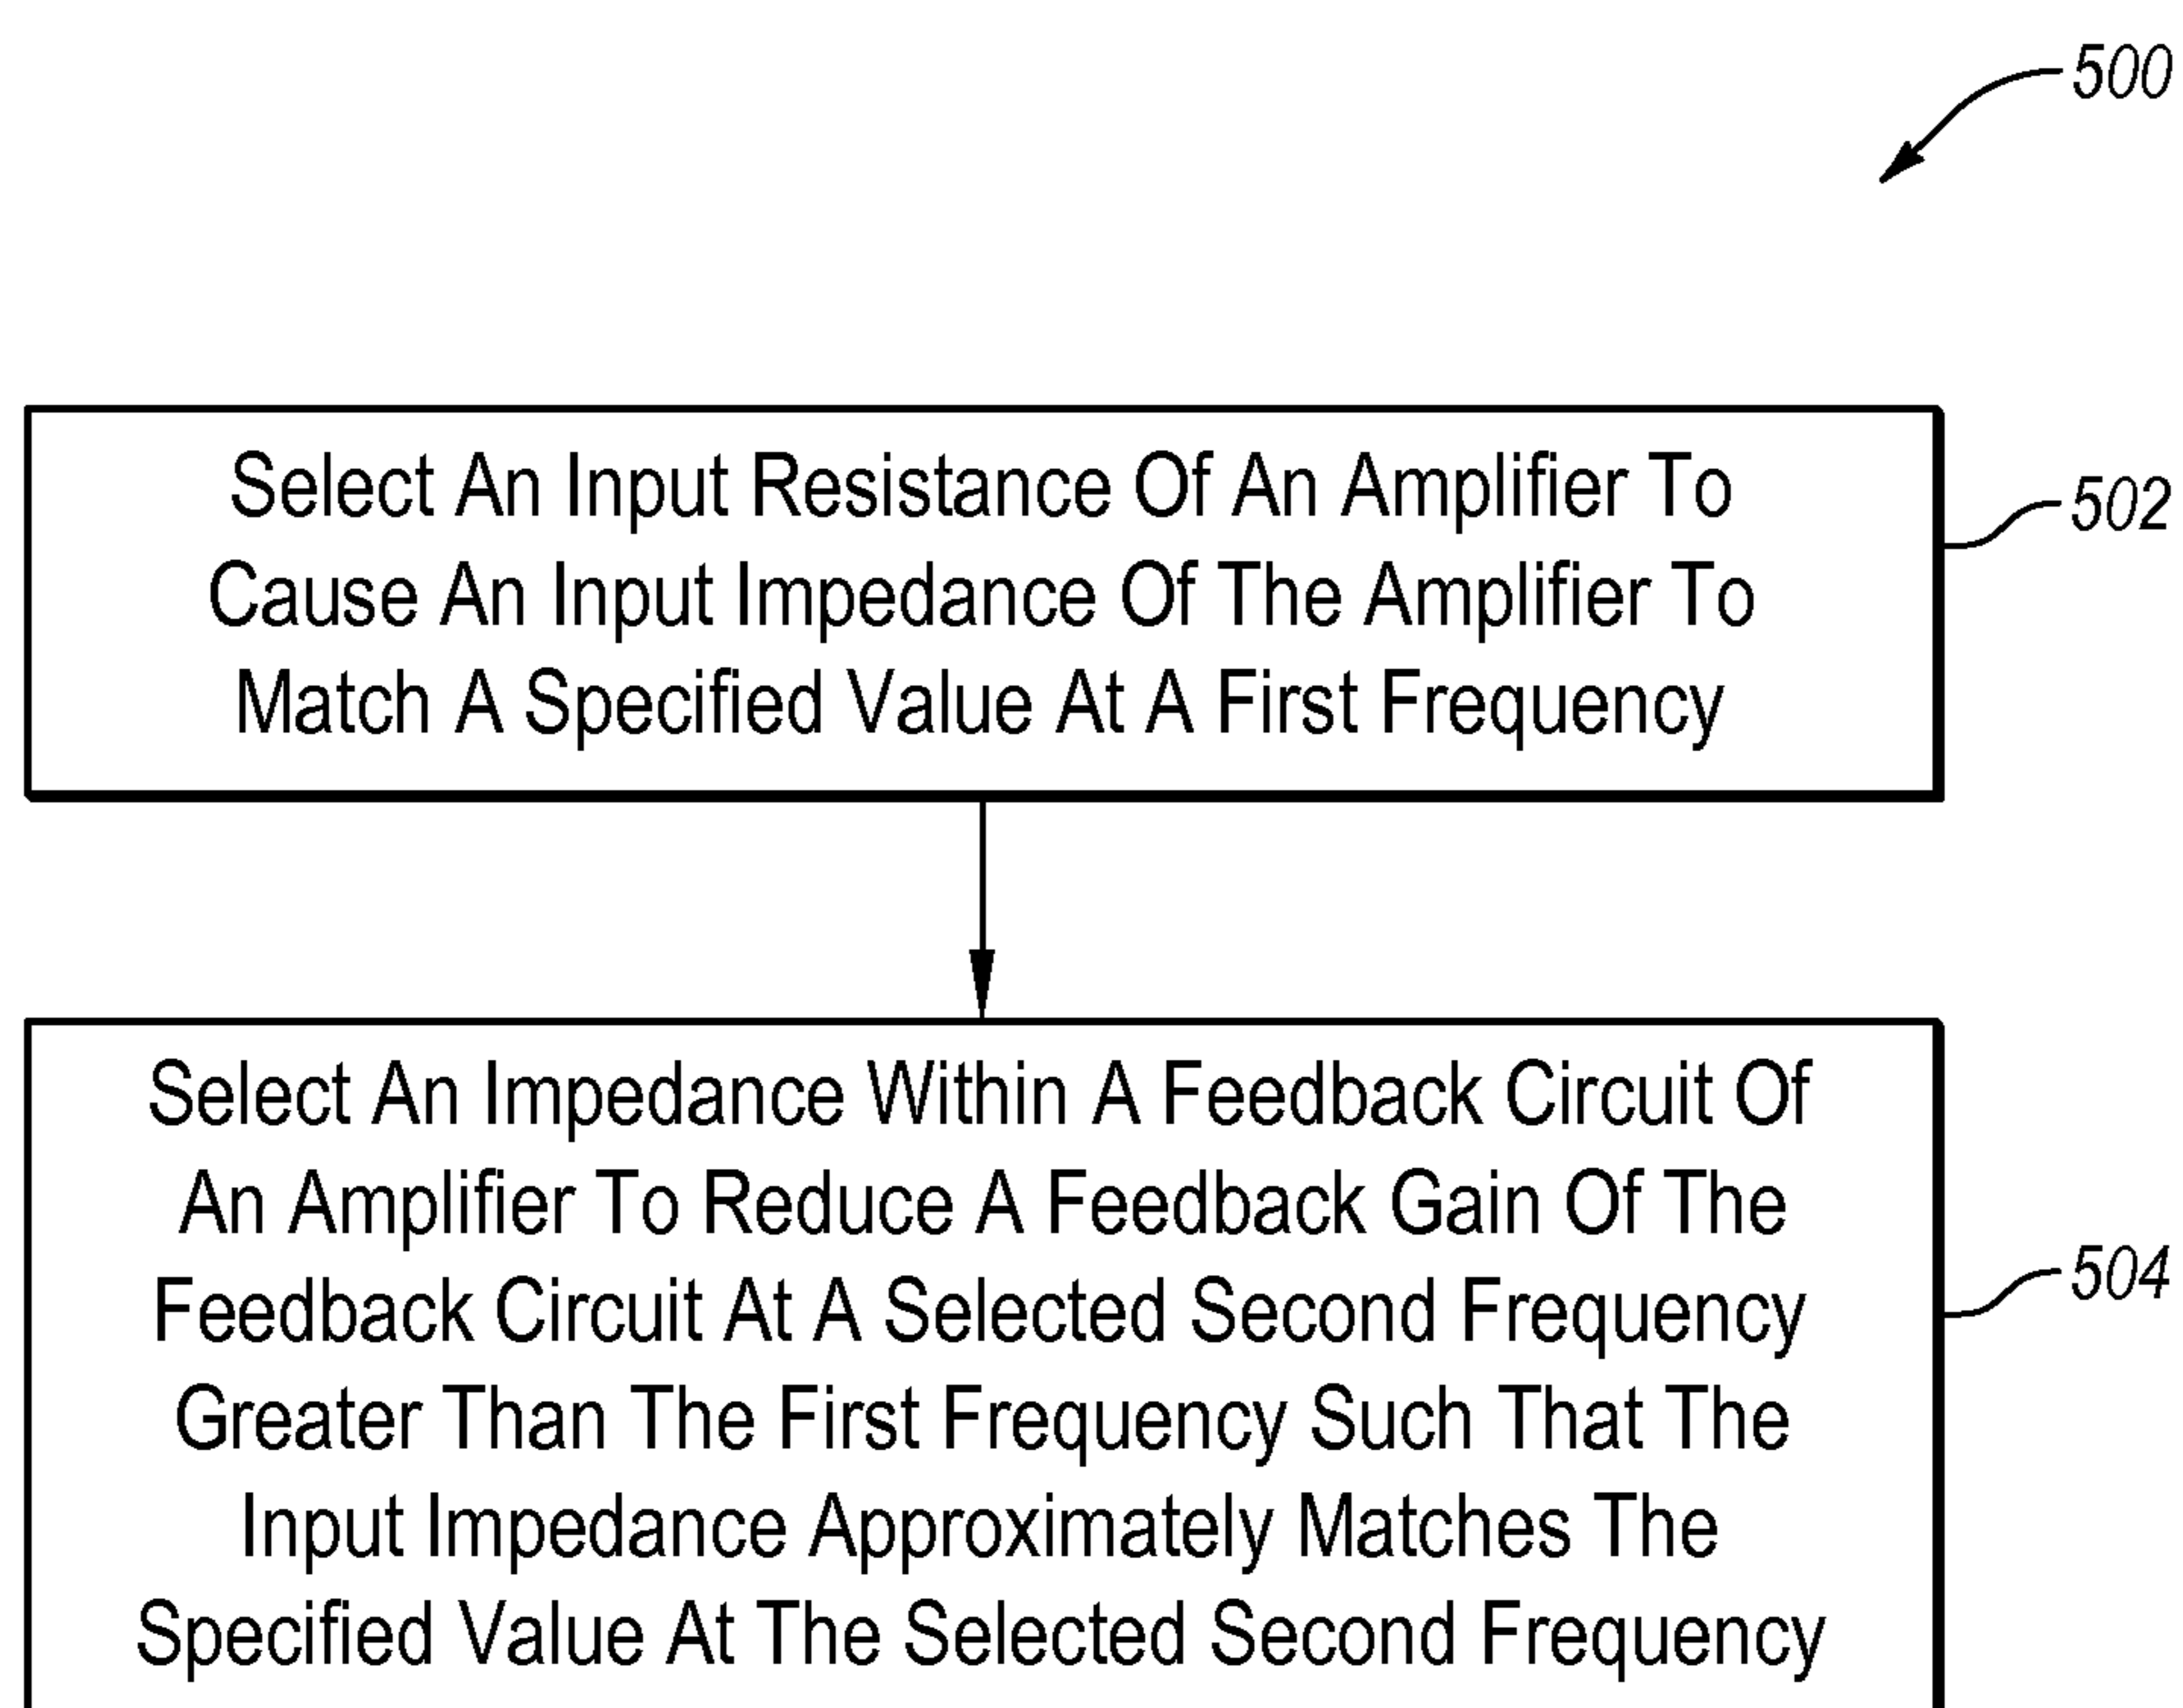 500
Select An Input Resistance Of An Amplifier To
Cause An Input Impedance Of The Amplifier To
Match A Specified Value At A First Frequency
502
Select An Impedance Within A Feedback Circuit Of
An Amplifier To Reduce A Feedback Gain Of The
Feedback Circuit At A Selected Second Frequency
Greater Than The First Frequency Such That The
Input Impedance Approximately Matches The
Specified Value At The Selected Second Frequency
504